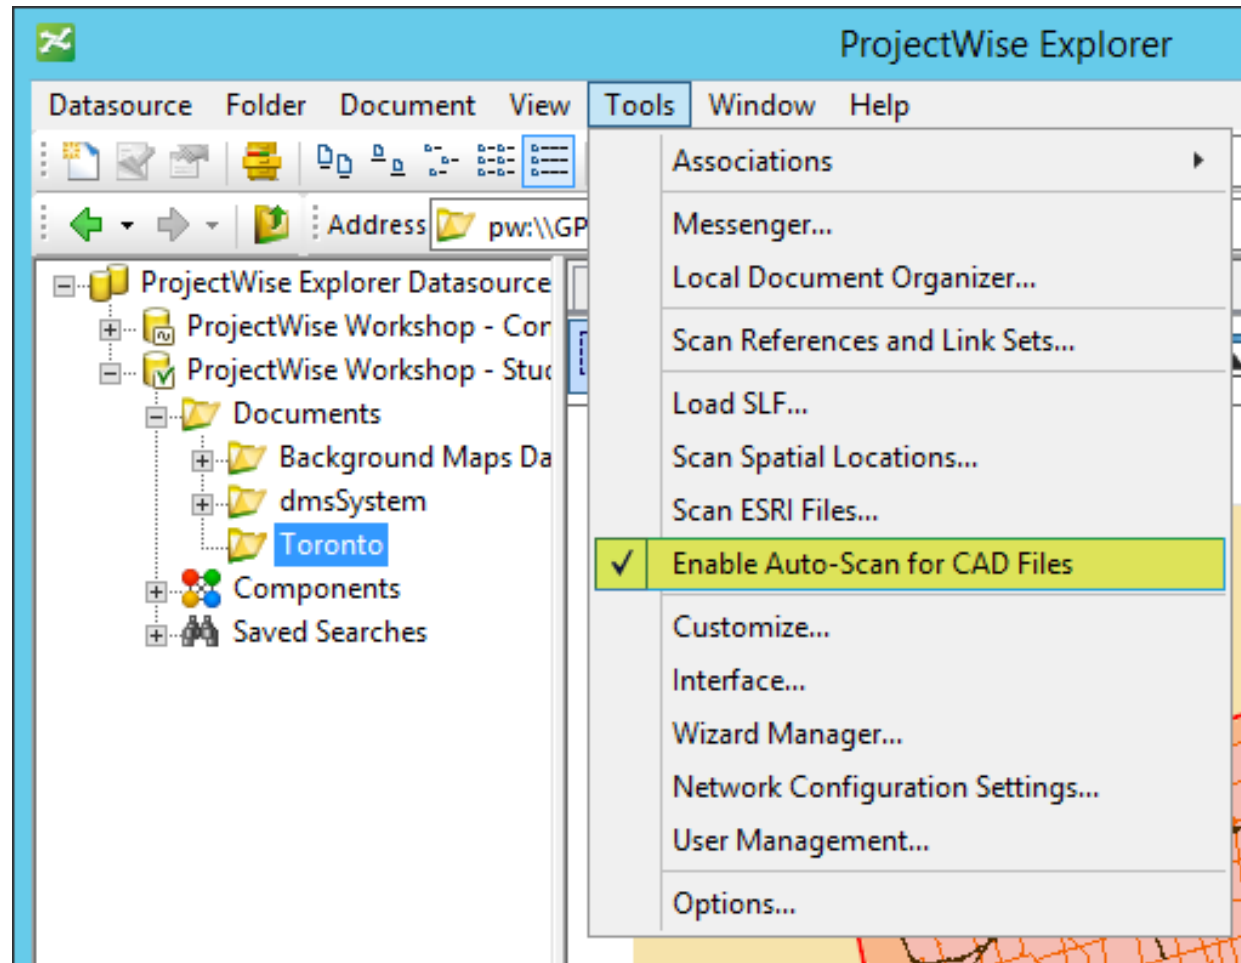 ProjectWise Explorer
Datasource Folder Document View Tools Window Help
Address pw:\\GP
ProjectWise Explorer Datasource
ProjectWise Workshop - Con
ProjectWise Workshop - Stud
Documents
Background Maps Da
dmsSystem
Toronto
Components
Saved Searches
Associations
Messenger...
Local Document Organizer...
Scan References and Link Sets...
Load SLF...
Scan Spatial Locations...
Scan ESRI Files...
Enable Auto-Scan for CAD Files
Customize...
Interface...
Wizard Manager...
Network Configuration Settings...
User Management...
Options...